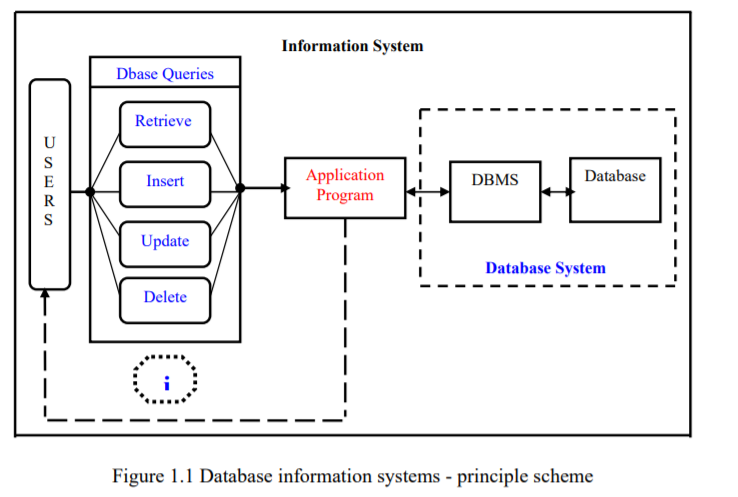 Information System
Dbase Queries
USERS
Retrieve
Insert
Update
Delete
i
Application
Program
DBMS
Database
Database System
Figure 1.1 Database information systems - principle scheme